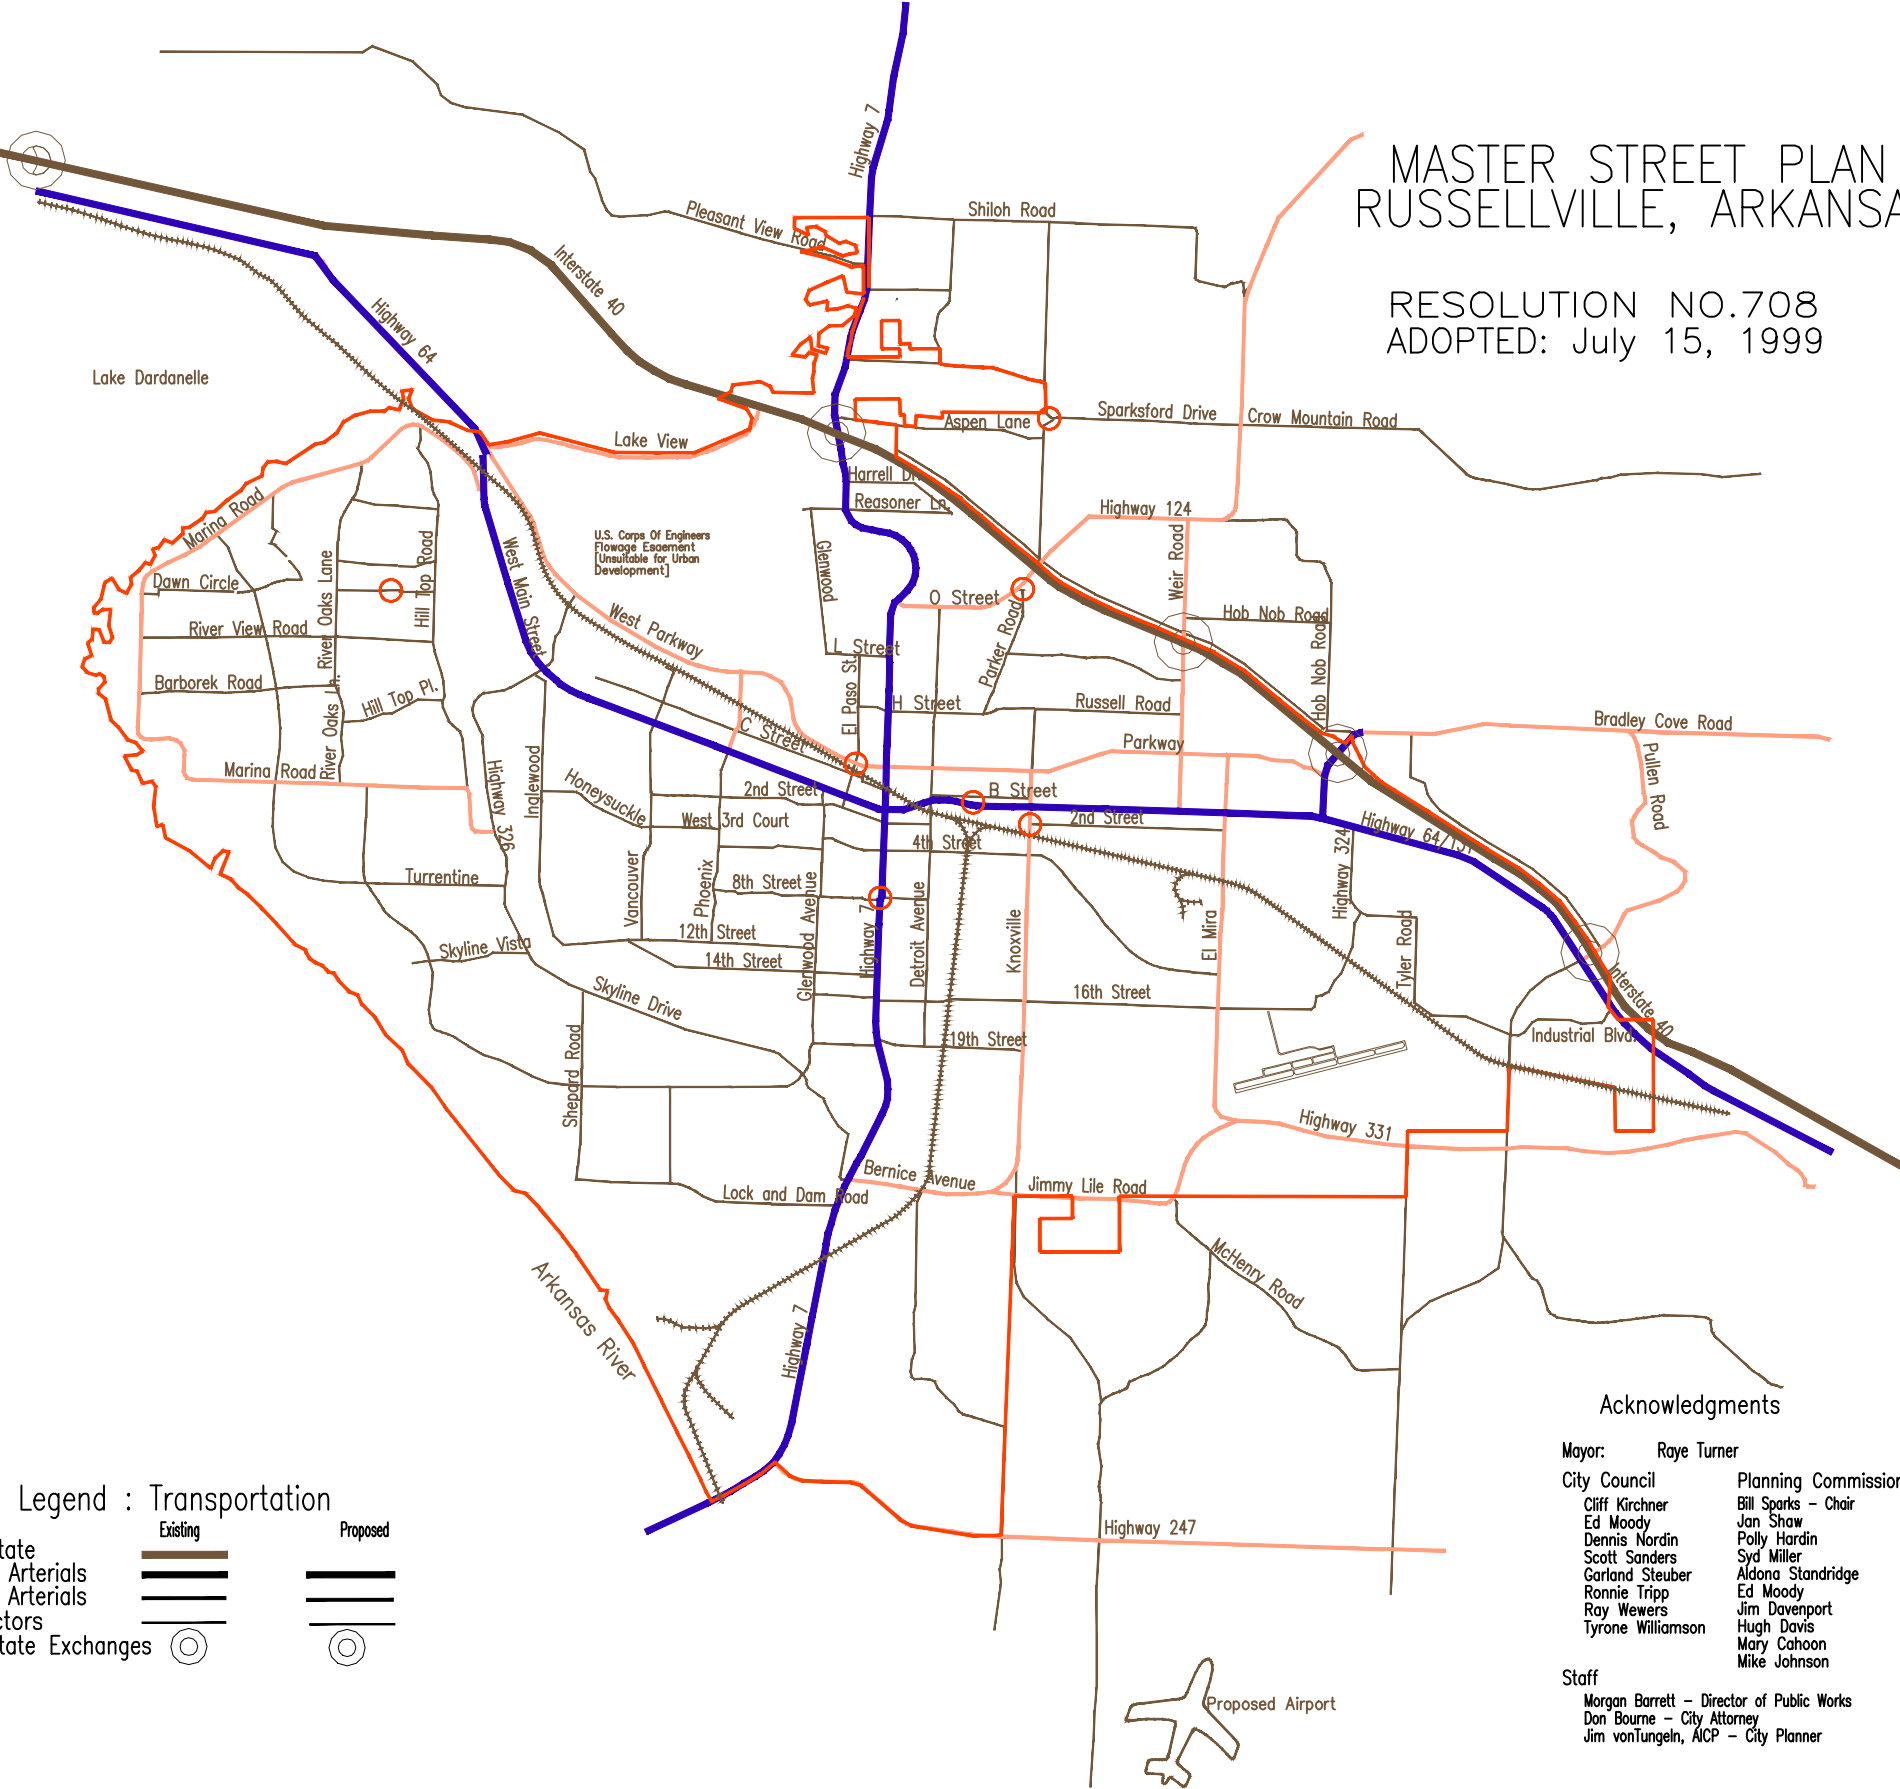 MASTER STREET PLAN
RUSSELLVILLE, ARKANSA
RESOLUTION NO.708
ADOPTED: July 15, 1999
Highway 7
Pleasant View Road
Shiloh Road
Interstate 40
Highway 64
Lake Dardanelle
Lake View
Aspen Lane
Sparksford Drive
Crow Mountain Road
Harrell Dr.
Reasoner Ln.
Highway 124
Marina Road
U.S. Corps Of Engineers
Flowage Esaement
[Unsuitable for Urban
Development]
Glenwood
West Main Street
Weir Road
Dawn Circle
River Oaks Lane
Hill Top Road
O Street
Parker Road
Hob Nob Road
Hob Nob Road
River View Road
West Parkway
L Street
El Paso St.
Barborek Road
River Oaks Ln.
Hill Top Pl.
H Street
Russell Road
C Street
Parkway
Bradley Cove Road
Pullen Road
Marina Road
Highway 326
Inglewood
Honeysuckle
2nd Street
B Street
West 3rd Court
2nd Street
4th Street
Highway 324
Highway 64/131
Turrentine
Vancouver
Phoenix
8th Street
Glenwood Avenue
Highway 7
Detroit Avenue
Knoxville
El Mira
Tyler Road
12th Street
14th Street
Skyline Vista
Skyline Drive
16th Street
Interstate 40
Industrial Blvd.
19th Street
Shepard Road
Highway 331
Bernice Avenue
Jimmy Lile Road
Lock and Dam Road
McHenry Road
Arkansas River
Highway 7
Highway 247
Proposed Airport
Legend : Transportation
Existing Proposed
tate
Arterials
Arterials
ctors
tate Exchanges
Acknowledgments
Mayor: Raye Turner
City Council
Cliff Kirchner
Ed Moody
Dennis Nordin
Scott Sanders
Garland Steuber
Ronnie Tripp
Ray Wewers
Tyrone Williamson
Planning Commission
Bill Sparks – Chair
Jan Shaw
Polly Hardin
Syd Miller
Aldona Standridge
Ed Moody
Jim Davenport
Hugh Davis
Mary Cahoon
Mike Johnson
Staff
Morgan Barrett – Director of Public Works
Don Bourne – City Attorney
Jim vonTungeln, AICP – City Planner